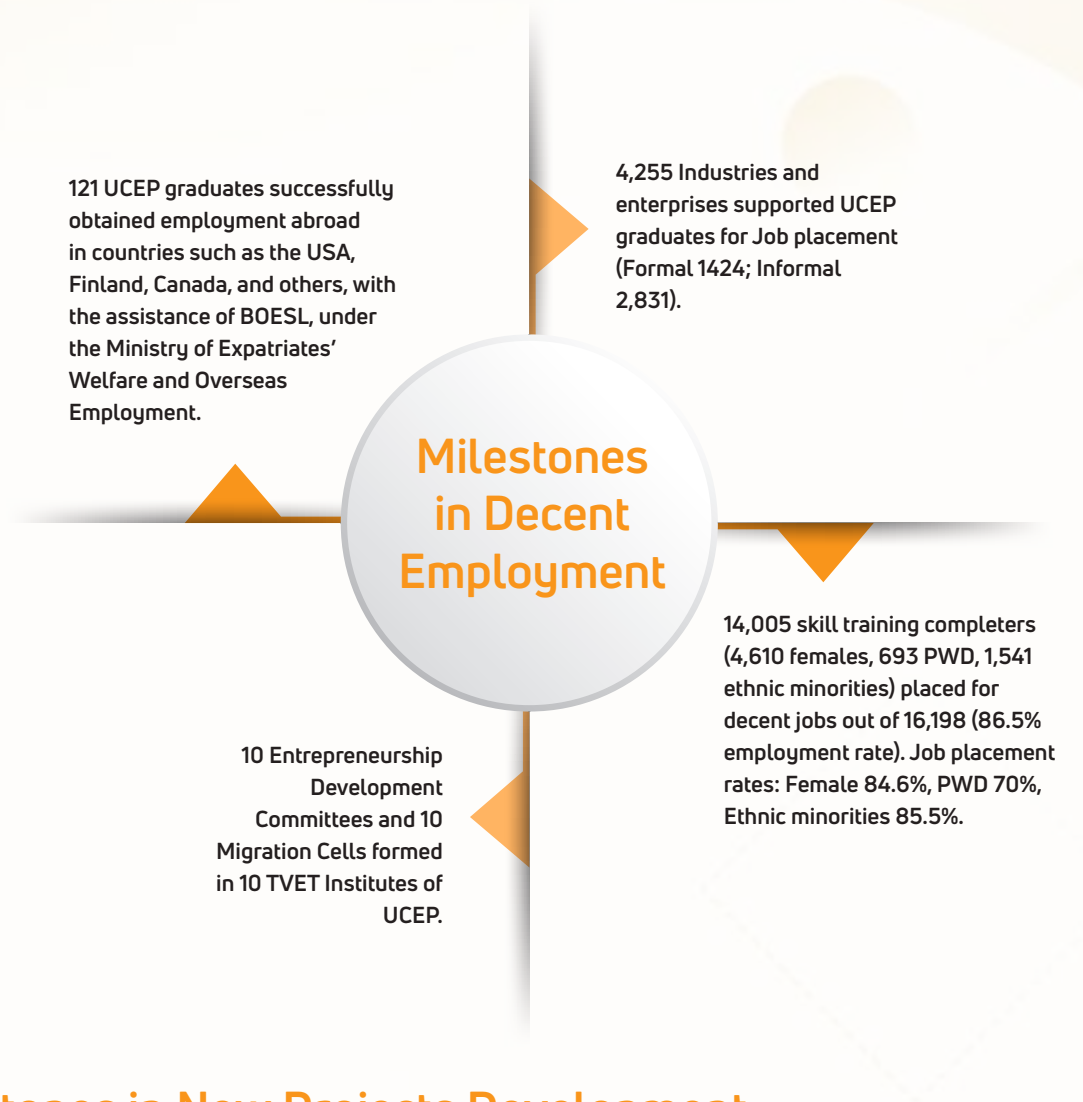 121 UCEP graduates successfully
obtained employment abroad
in countries such as the USA,
Finland, Canada, and others, with
the assistance of BOESL, under
the Ministry of Expatriates’
Welfare and Overseas
Employment.
4,255 Industries and
enterprises supported UCEP
graduates for Job placement
(Formal 1424; Informal
2,831).
Milestones
in Decent
Employment
14,005 skill training completers
(4,610 females, 693 PWD, 1,541
ethnic minorities) placed for
decent jobs out of 16,198 (86.5%
employment rate). Job placement
rates: Female 84.6%, PWD 70%,
Ethnic minorities 85.5%.
10 Entrepreneurship
Development
Committees and 10
Migration Cells formed
in 10 TVET Institutes of
UCEP.
in New Projects Development